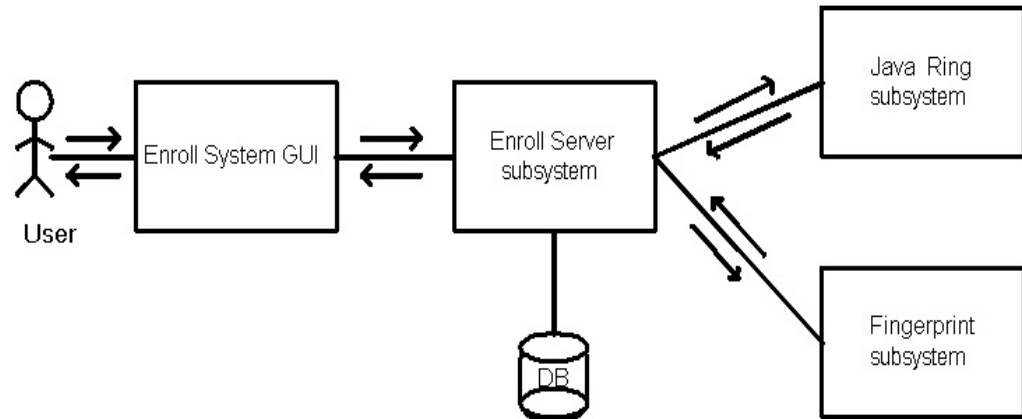 User
Enroll System GUI
Enroll Server
subsystem
DB
Java Ring
subsystem
Fingerprint
subsystem